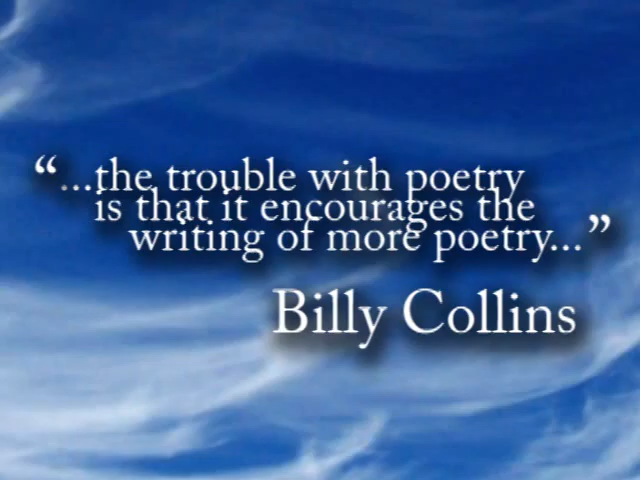 “...the trouble with poetry
is that it encourages the
writing of more poetry...”
Billy Collins